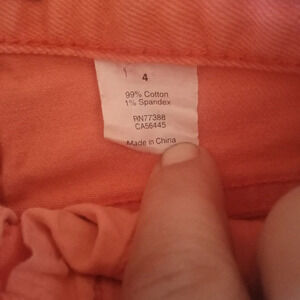 4
99% Cotton
1% Spandex
RN77388
CA56445
Made in China